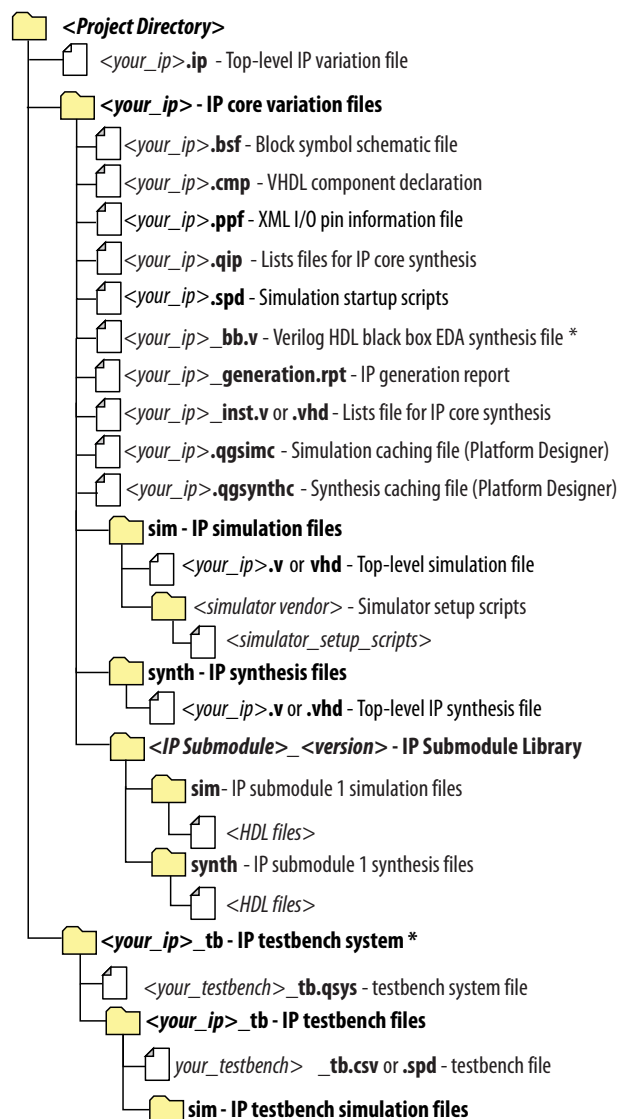 <Project Directory>
<your_ip>.ip - Top-level IP variation file
<your_ip> - IP core variation files
<your_ip>.bsf - Block symbol schematic file
<your_ip>.cmp - VHDL component declaration
<your_ip>.ppf - XML I/O pin information file
<your_ip>.qip - Lists files for IP core synthesis
<your_ip>.spd - Simulation startup scripts
<your_ip>_bb.v - Verilog HDL black box EDA synthesis file *
<your_ip>_generation.rpt - IP generation report
<your_ip>_inst.v or .vhd - Lists file for IP core synthesis
<your_ip>.qgsimc - Simulation caching file (Platform Designer)
<your_ip>.qgsynthc - Synthesis caching file (Platform Designer)
sim - IP simulation files
<your_ip>.v or vhd - Top-level simulation file
<simulator vendor> - Simulator setup scripts
<simulator_setup_scripts>
synth - IP synthesis files
<your_ip>.v or .vhd - Top-level IP synthesis file
<IP Submodule>_<version> - IP Submodule Library
sim- IP submodule 1 simulation files
<HDL files>
synth - IP submodule 1 synthesis files
<HDL files>
<your_ip>_tb - IP testbench system *
<your_testbench>_tb.qsys - testbench system file
<your_ip>_tb - IP testbench files
your_testbench> _tb.csv or .spd - testbench file
sim - IP testbench simulation files